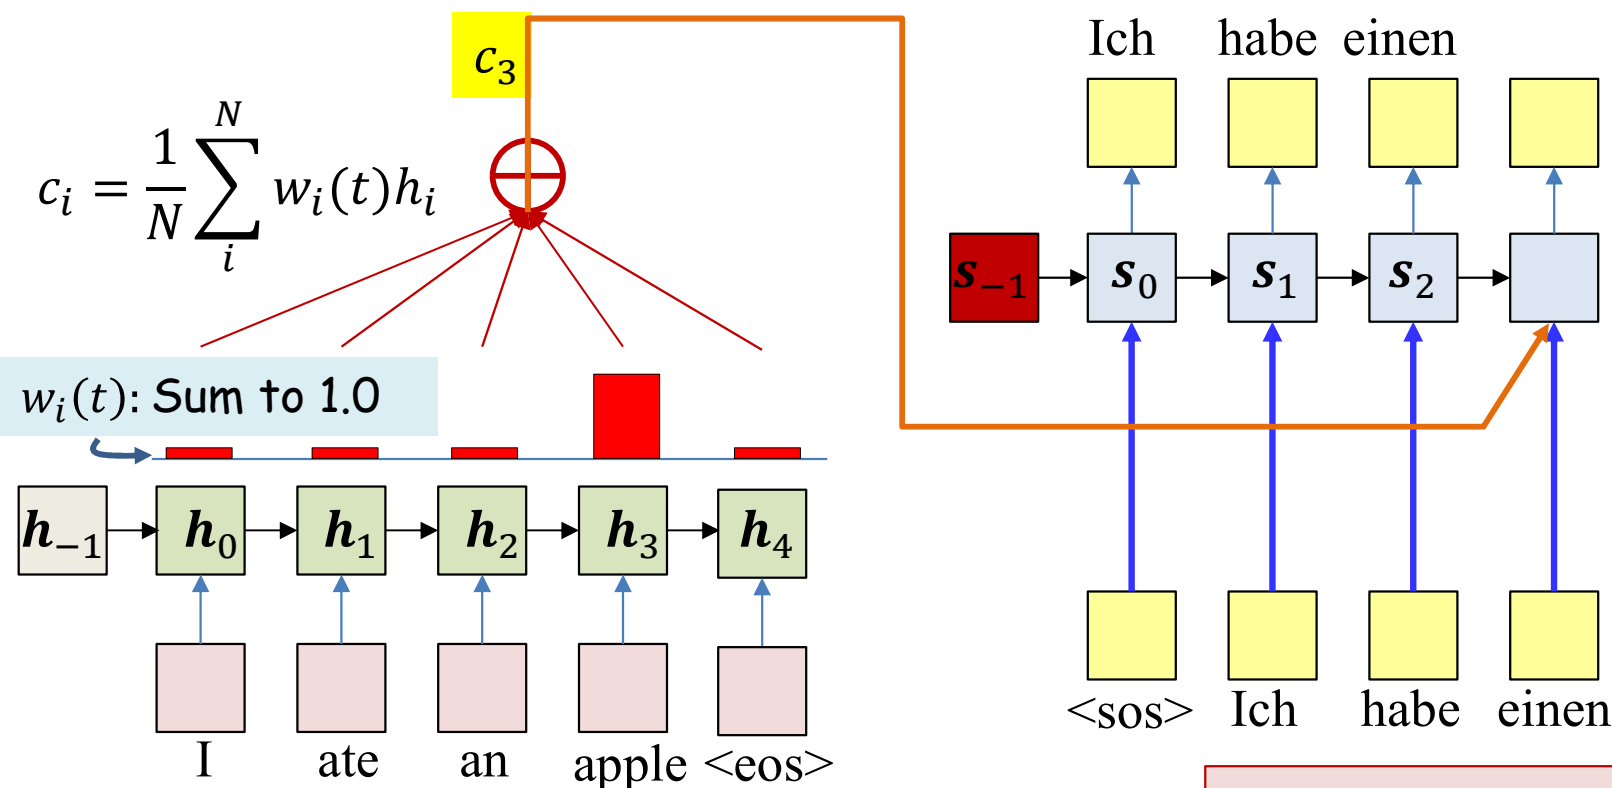 c₃
Ich habe einen
cᵢ = 1/N ∑ᵢᴺ wᵢ(t)hᵢ
s₋₁ s₀ s₁ s₂
wᵢ(t): Sum to 1.0
h₋₁ h₀ h₁ h₂ h₃ h₄
<sos> Ich habe einen
I ate an apple <eos>